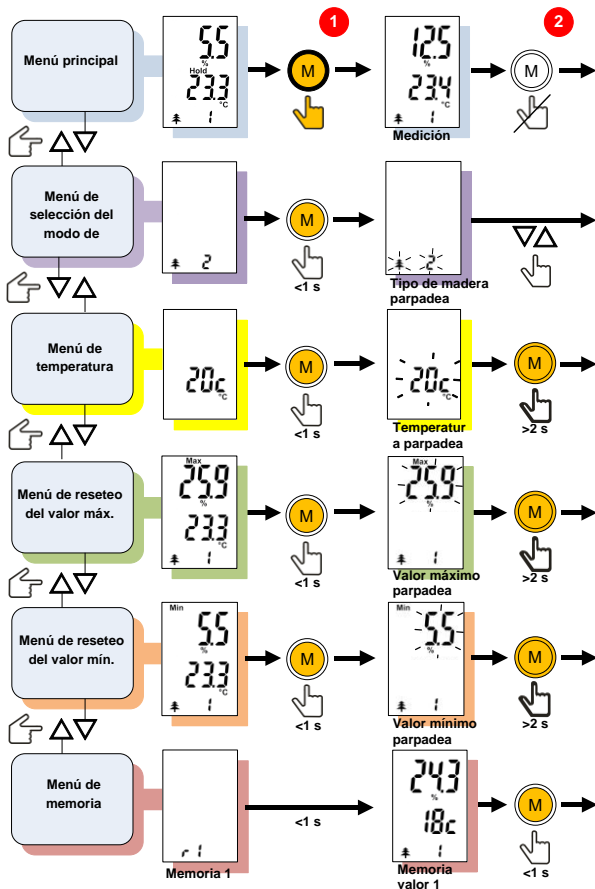 1
2
Menú principal
5.5
%
Hold
23.3
°C
1
M
12.5
%
23.4
°C
1
Medición
M
Menú de
selección del
modo de
2
M
<1 s
2
Tipo de madera
parpadea
Menú de
temperatura
20c
°C
M
<1 s
20c
°C
Temperatur
a parpadea
M
>2 s
Menú de reseteo
del valor máx.
Max
25.9
%
23.3
°C
1
M
<1 s
Max
25.9
%
1
Valor máximo
parpadea
M
>2 s
Menú de reseteo
del valor mín.
Min
5.5
%
23.3
°C
1
M
<1 s
Min
5.5
%
1
Valor mínimo
parpadea
M
>2 s
Menú de
memoria
r1
Memoria 1
<1 s
24.3
%
18c
1
Memoria
valor 1
M
<1 s